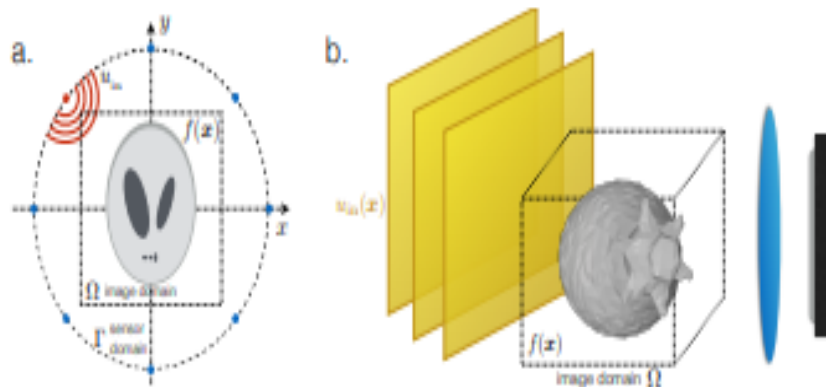 a.
y
u_in
f(x)
x
Ω image domain
Γ sensor
domain
b.
u_in(x)
f(x)
image domain Ω